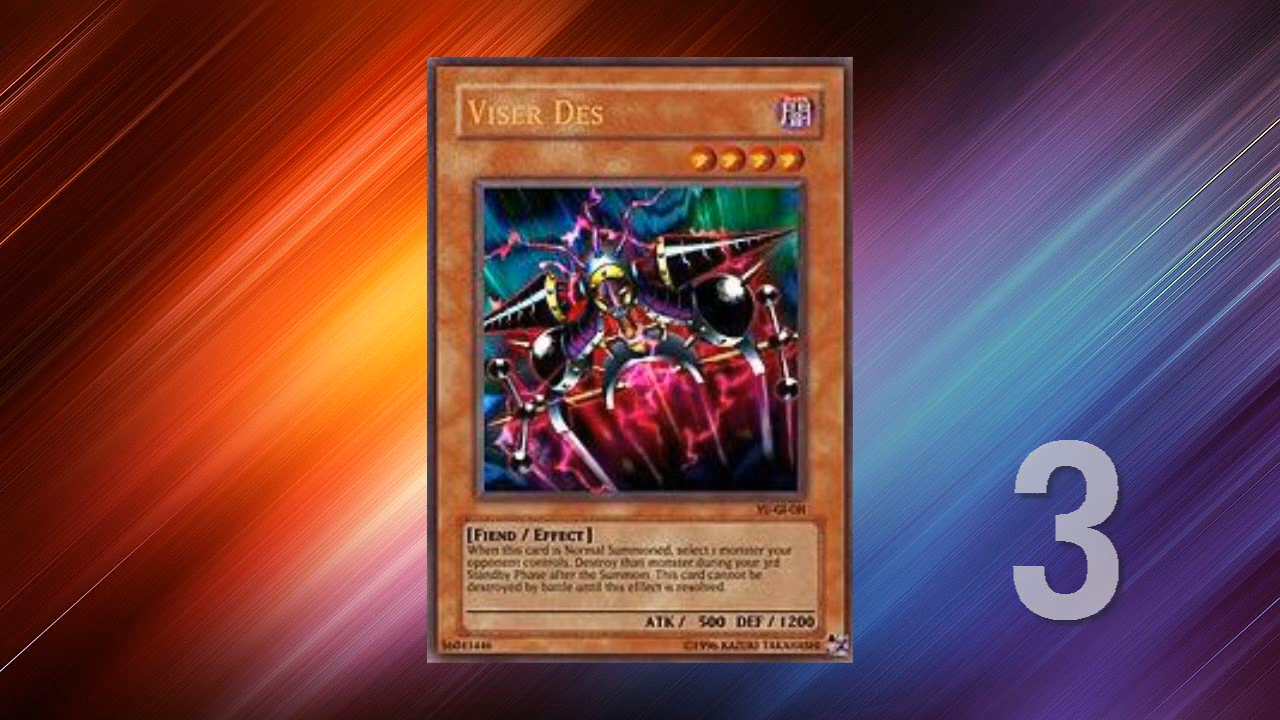 VISER DES
闇
YU-GI-OH
[FIEND / EFFECT]
When this card is Normal Summoned, select 1 monster your
opponent controls. Destroy that monster during your 3rd
Standby Phase after the Summon. This card cannot be
destroyed by battle until this effect is resolved.
ATK / 500 DEF / 1200
©1996 KAZUKI TAKAHASHI
3